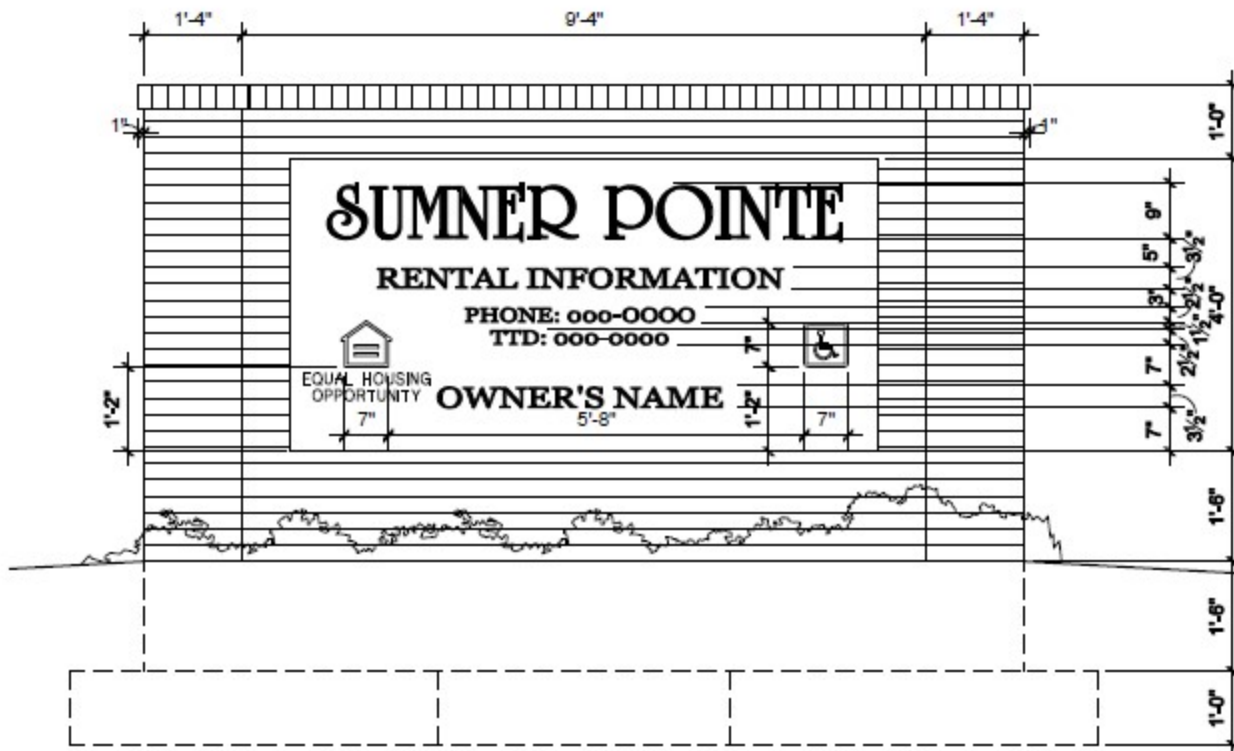 1'-4" 9'-4" 1'-4"
1" 1"
1'-0"
SUMNER POINTE
9"
5" 3½"
RENTAL INFORMATION
3" 2½"
4'-0"
PHONE: 000-0000
1½"
TTD: 000-0000
7" 7" 2½"
EQUAL HOUSING
OPPORTUNITY
OWNER'S NAME
1'-2" 1'-2"
7" 5'-8" 7"
7" 3½"
1'-6"
1'-6"
1'-0"